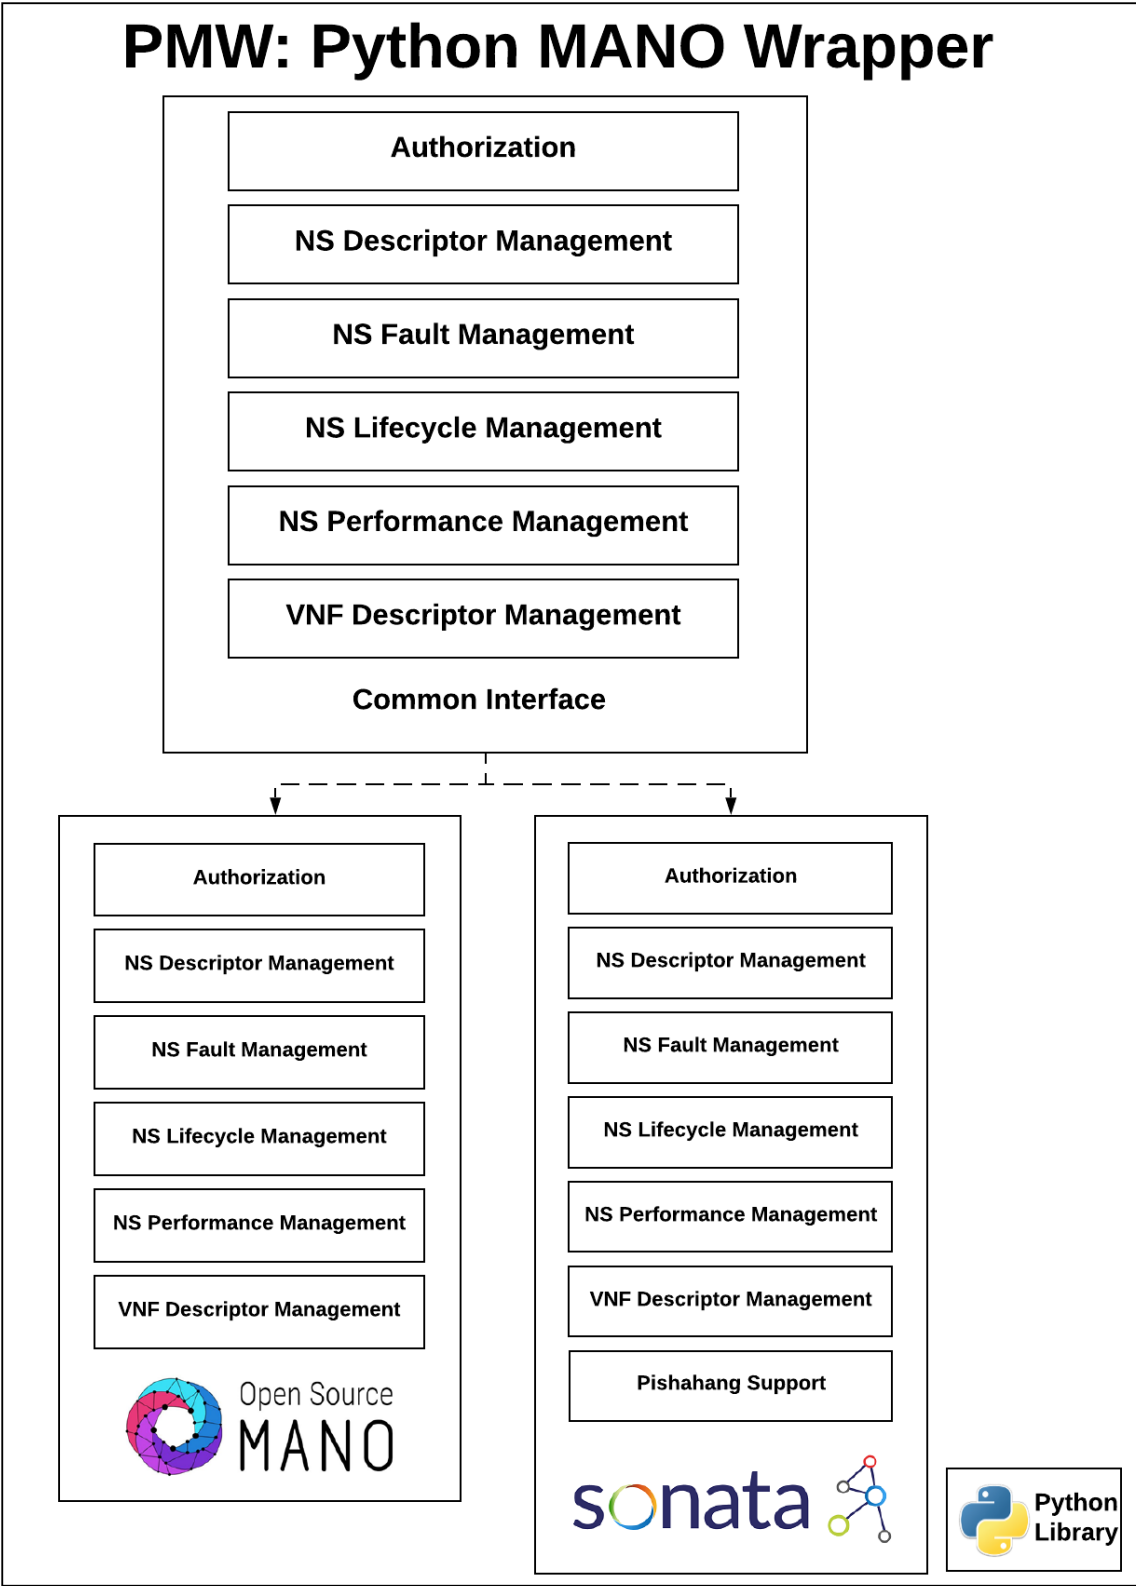 PMW: Python MANO Wrapper
Authorization
NS Descriptor Management
NS Fault Management
NS Lifecycle Management
NS Performance Management
VNF Descriptor Management
Common Interface
Authorization
NS Descriptor Management
NS Fault Management
NS Lifecycle Management
NS Performance Management
VNF Descriptor Management
Open Source
MANO
Authorization
NS Descriptor Management
NS Fault Management
NS Lifecycle Management
NS Performance Management
VNF Descriptor Management
Pishahang Support
sonata
Python
Library